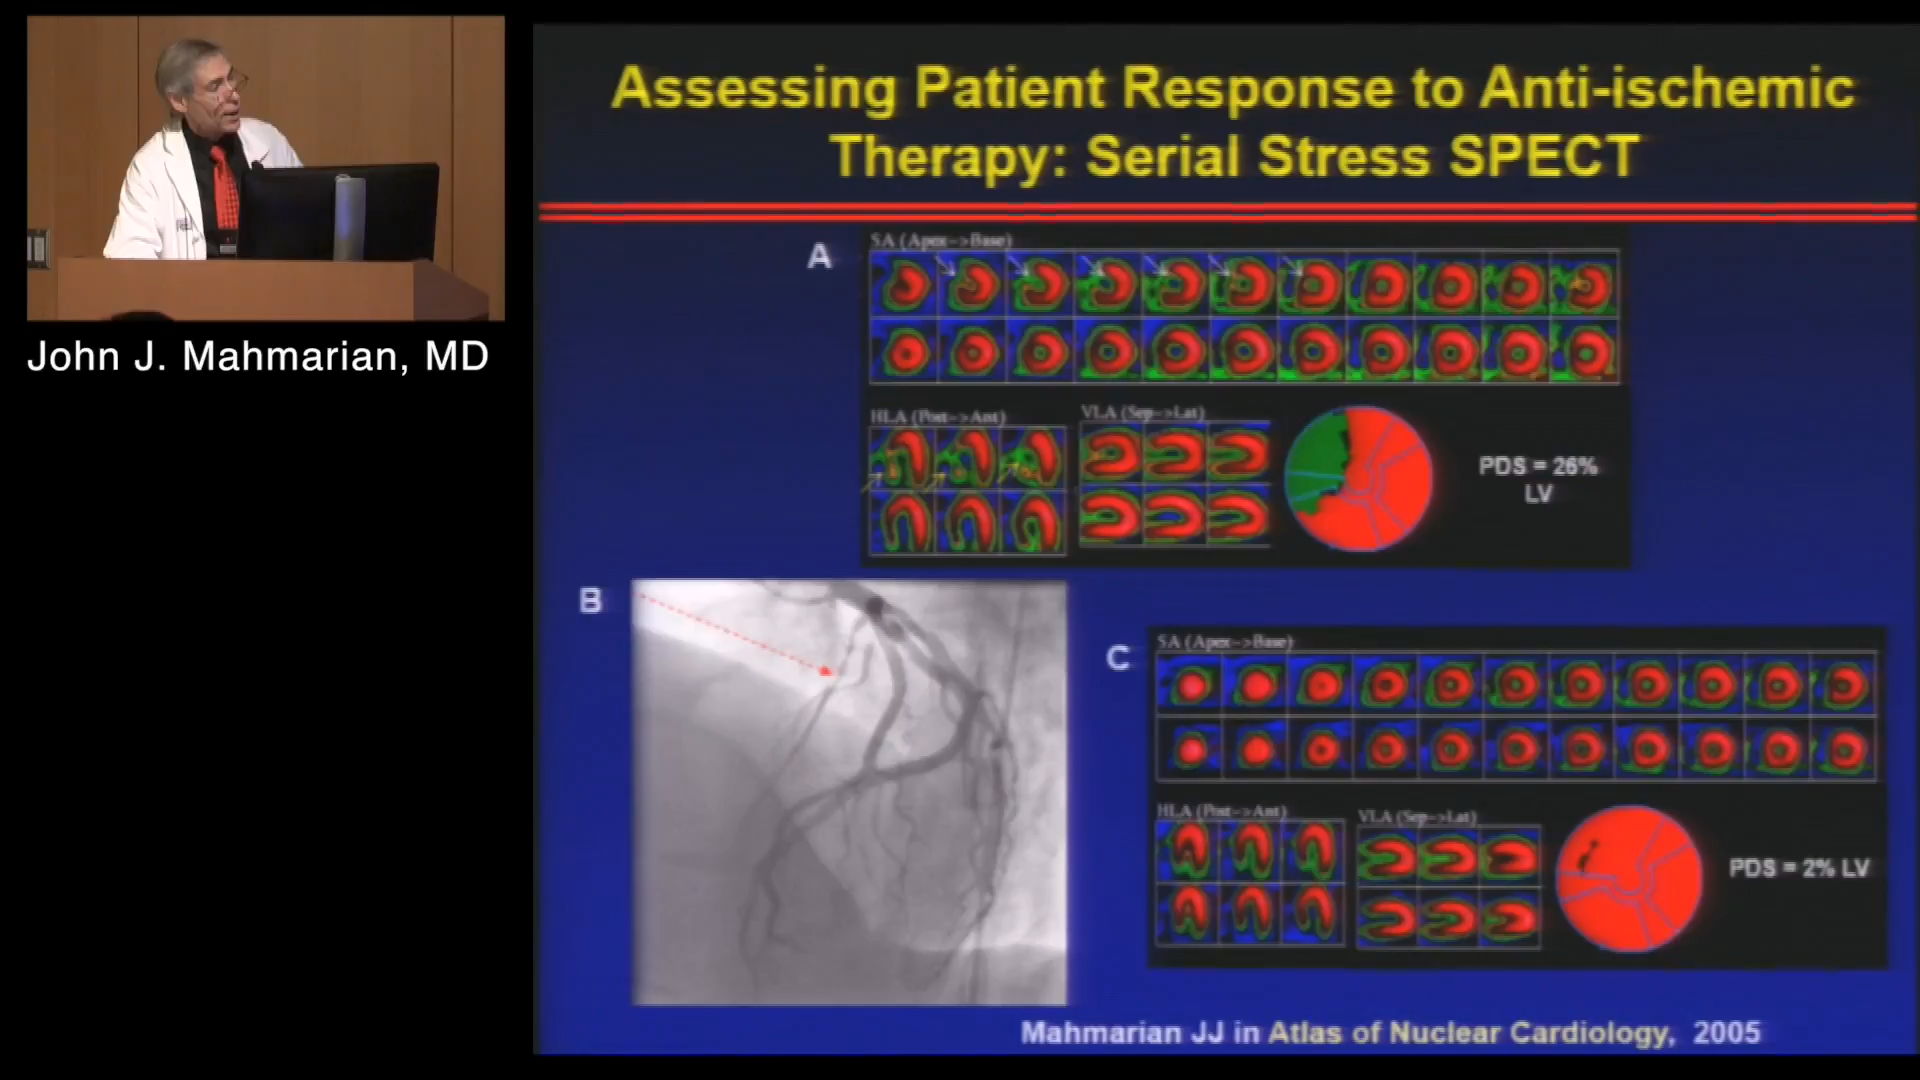 Assessing Patient Response to Anti-ischemic
Therapy: Serial Stress SPECT
A
SA (Apex-->Base)
HLA (Post-->Ant)
VLA (Sep-->Lat)
PDS = 26%
LV
John J. Mahmarian, MD
B
C
SA (Apex-->Base)
HLA (Post-->Ant)
VLA (Sep-->Lat)
PDS = 2% LV
Mahmarian JJ in Atlas of Nuclear Cardiology, 2005